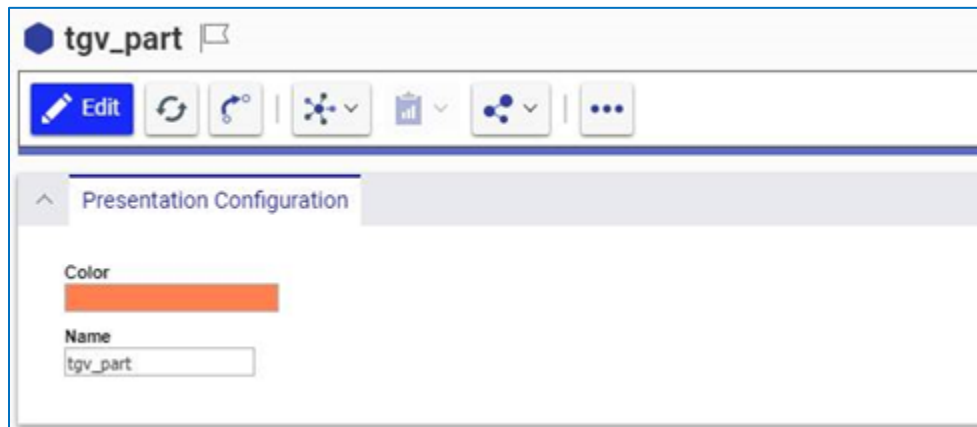 tgv_part
Edit
Presentation Configuration
Color
Name
tgv_part